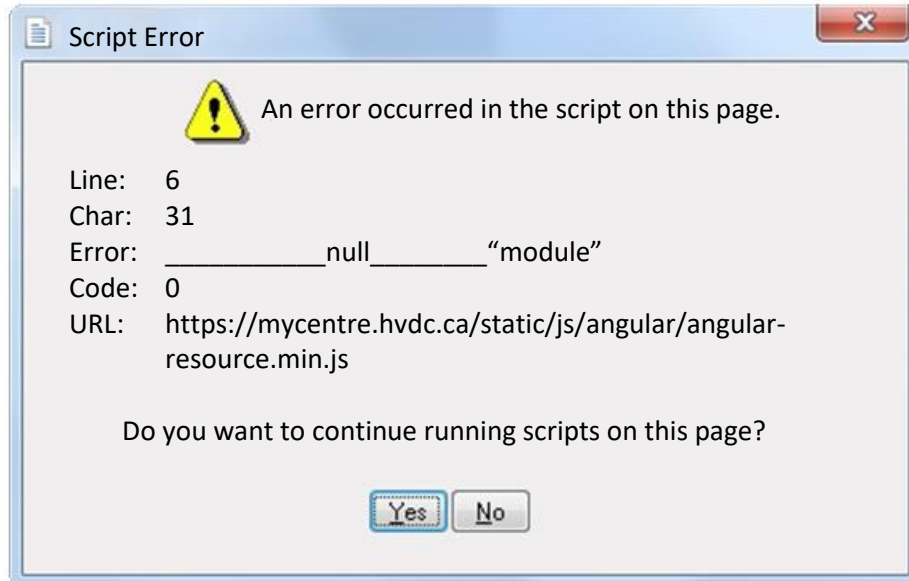 Script Error
An error occurred in the script on this page.
Line: 6
Char: 31
Error: ___________null________“module”
Code: 0
URL: https://mycentre.hvdc.ca/static/js/angular/angular-
resource.min.js
Do you want to continue running scripts on this page?
Yes No